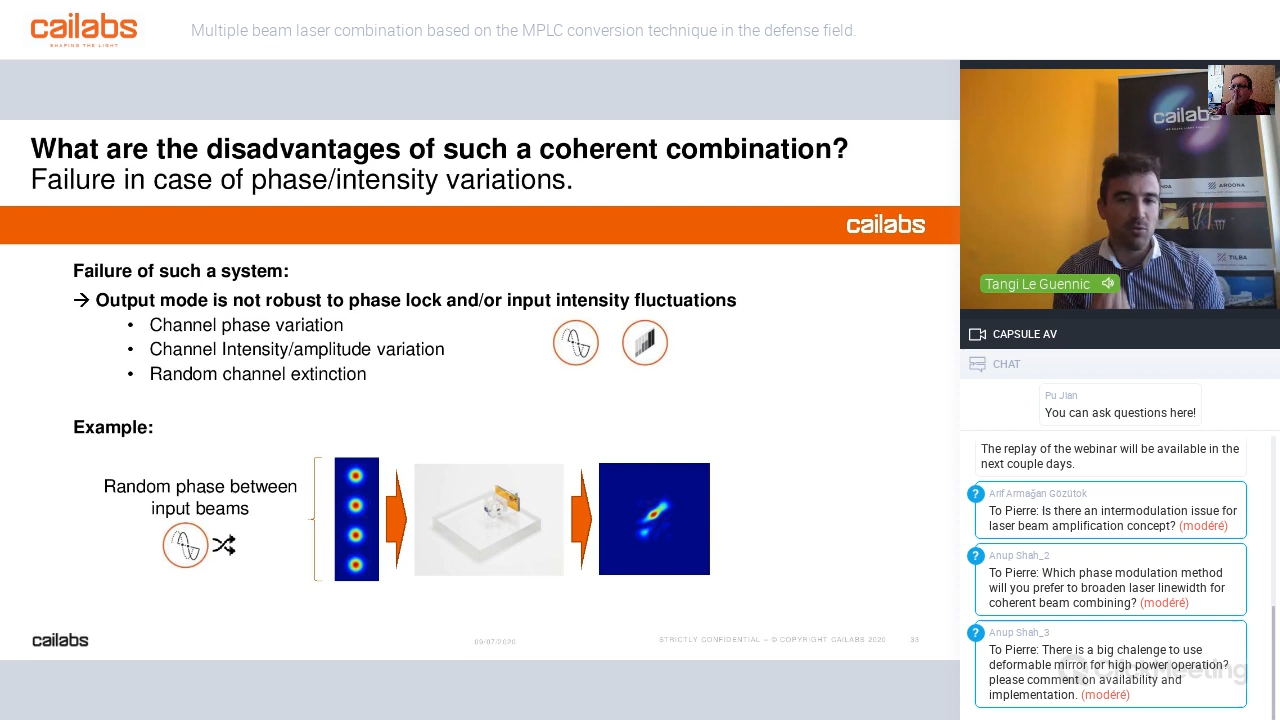 cailabs
SHAPING THE LIGHT
Multiple beam laser combination based on the MPLC conversion technique in the defense field.
What are the disadvantages of such a coherent combination?
Failure in case of phase/intensity variations.
cailabs
Failure of such a system:
→ Output mode is not robust to phase lock and/or input intensity fluctuations
• Channel phase variation
• Channel Intensity/amplitude variation
• Random channel extinction
Example:
Random phase between
input beams
cailabs
09/07/2020
STRICTLY CONFIDENTIAL – © COPYRIGHT CAILABS 2020
33
cailabs
AROONA
TILBA
Tangi Le Guennic
CAPSULE AV
CHAT
Pu Jian
You can ask questions here!
The replay of the webinar will be available in the
next couple days.
? Arif Armağan Gözütok
To Pierre: Is there an intermodulation issue for
laser beam amplification concept? (modéré)
? Anup Shah_2
To Pierre: Which phase modulation method
will you prefer to broaden laser linewidth for
coherent beam combining? (modéré)
? Anup Shah_3
To Pierre: There is a big chalenge to use
deformable mirror for high power operation?
please comment on availability and
implementation. (modéré)
ClickMeeting